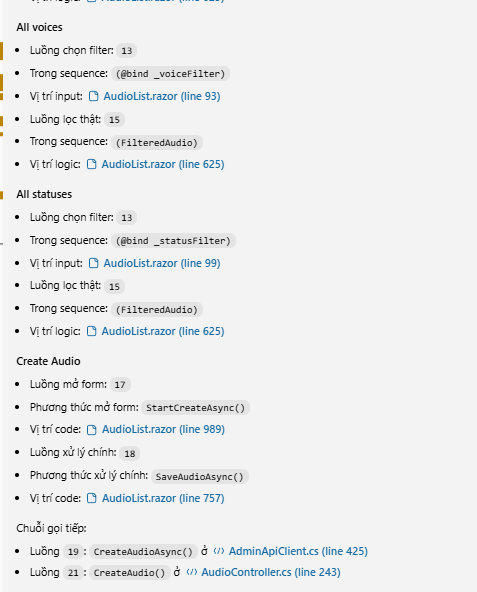 All voices
Luồng chọn filter: 13
Trong sequence: (@bind _voiceFilter)
Vị trí input: AudioList.razor (line 93)
Luồng lọc thật: 15
Trong sequence: (FilteredAudio)
Vị trí logic: AudioList.razor (line 625)
All statuses
Luồng chọn filter: 13
Trong sequence: (@bind _statusFilter)
Vị trí input: AudioList.razor (line 99)
Luồng lọc thật: 15
Trong sequence: (FilteredAudio)
Vị trí logic: AudioList.razor (line 625)
Create Audio
Luồng mở form: 17
Phương thức mở form: StartCreateAsync()
Vị trí code: AudioList.razor (line 989)
Luồng xử lý chính: 18
Phương thức xử lý chính: SaveAudioAsync()
Vị trí code: AudioList.razor (line 757)
Chuỗi gọi tiếp:
Luồng 19 : CreateAudioAsync() ở AdminApiClient.cs (line 425)
Luồng 21 : CreateAudio() ở AudioController.cs (line 243)